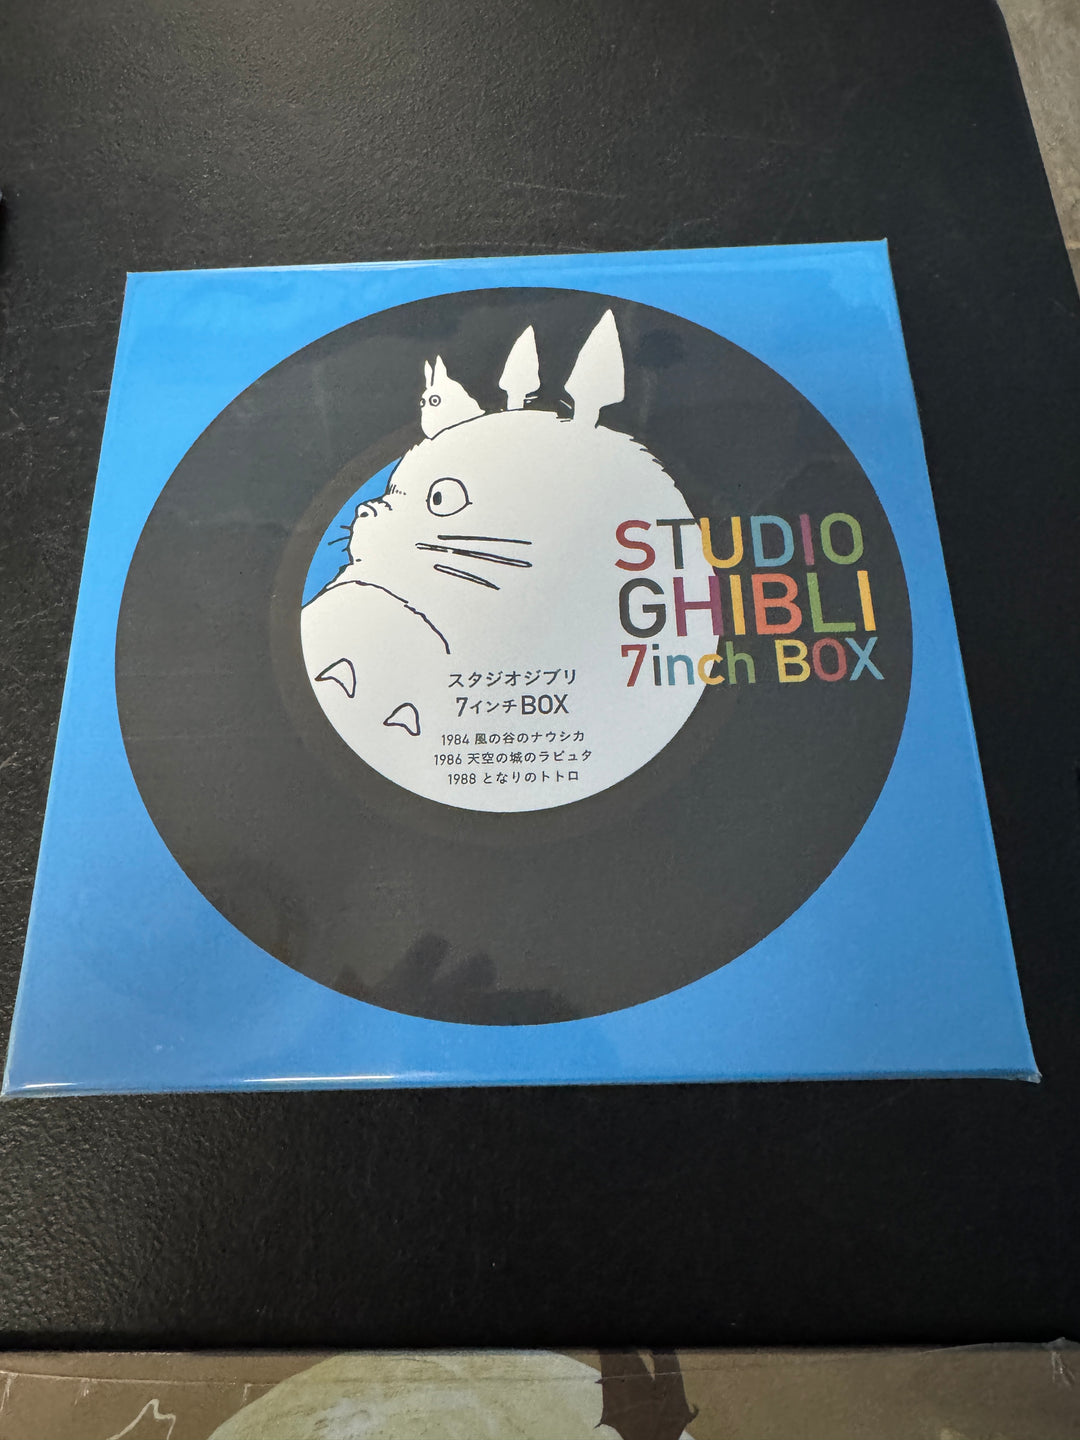 STUDIO
GHIBLI
7inch BOX
スタジオジブリ
7インチBOX
1984 風の谷のナウシカ
1986 天空の城のラピュタ
1988 となりのトトロ